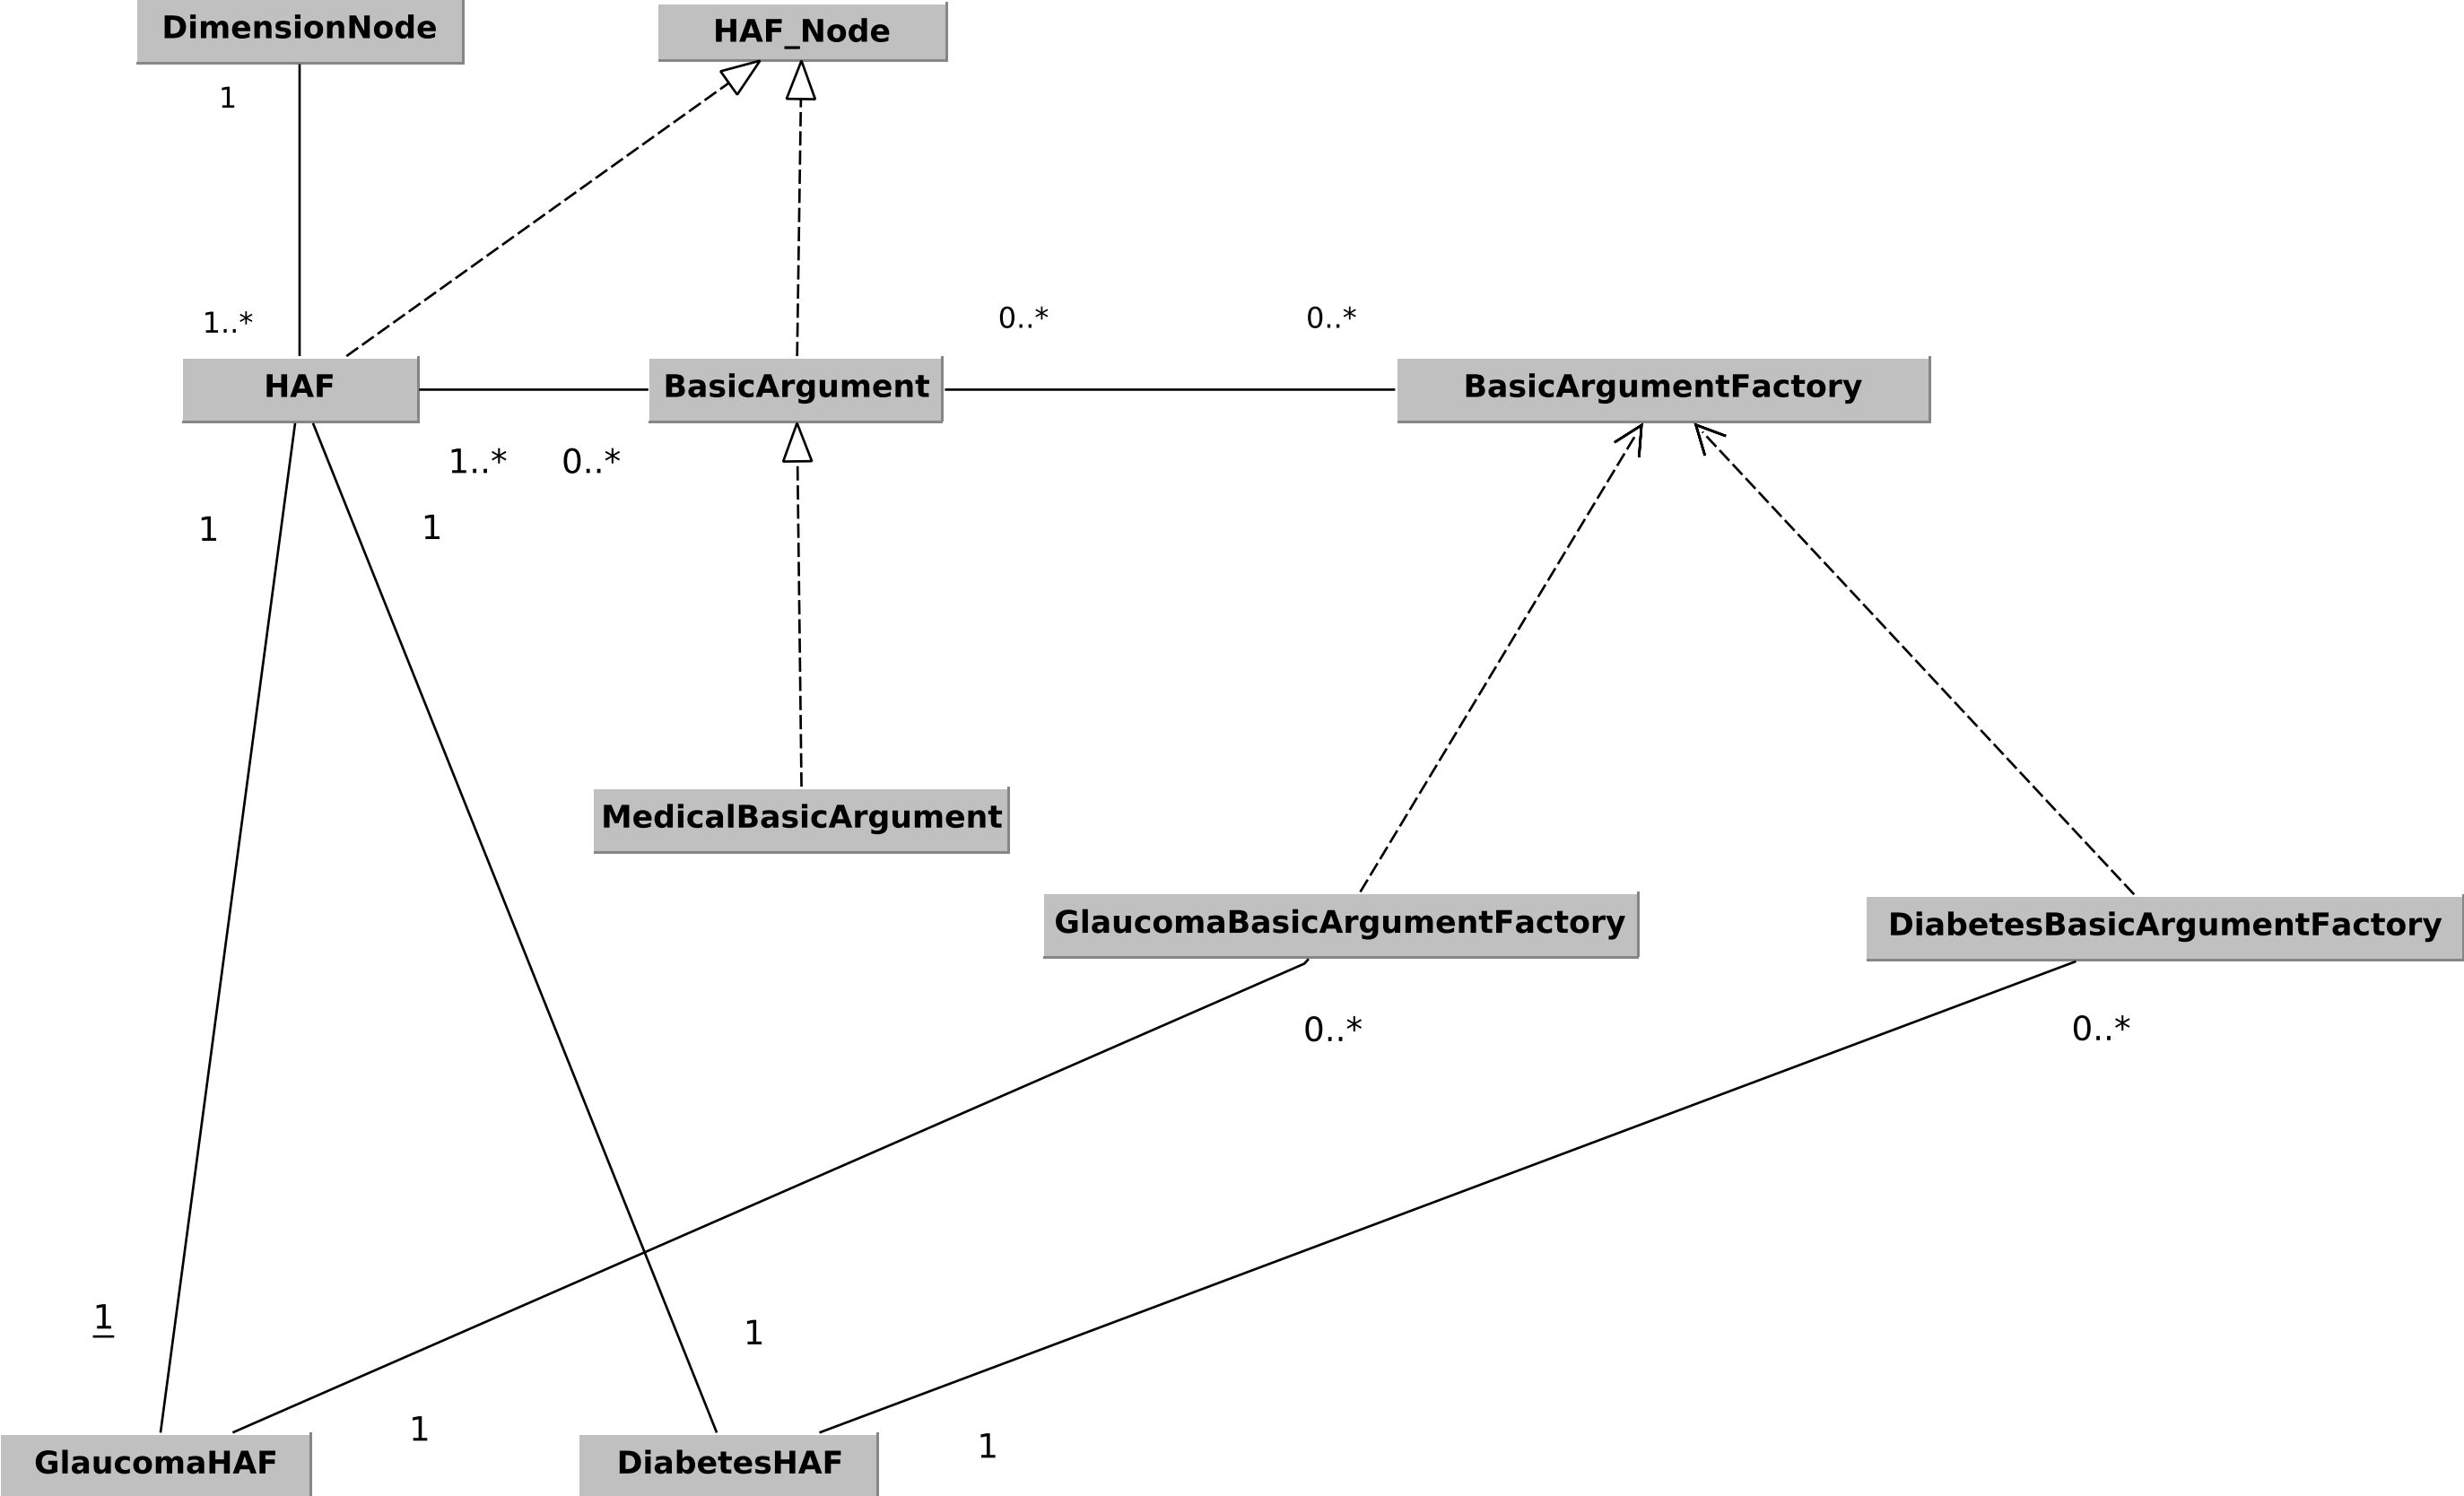 DimensionNode
HAF_Node
1
1..*
0..*
0..*
HAF
BasicArgument
BasicArgumentFactory
1..*
0..*
1
1
MedicalBasicArgument
GlaucomaBasicArgumentFactory
DiabetesBasicArgumentFactory
0..*
0..*
1
1
1
1
GlaucomaHAF
DiabetesHAF